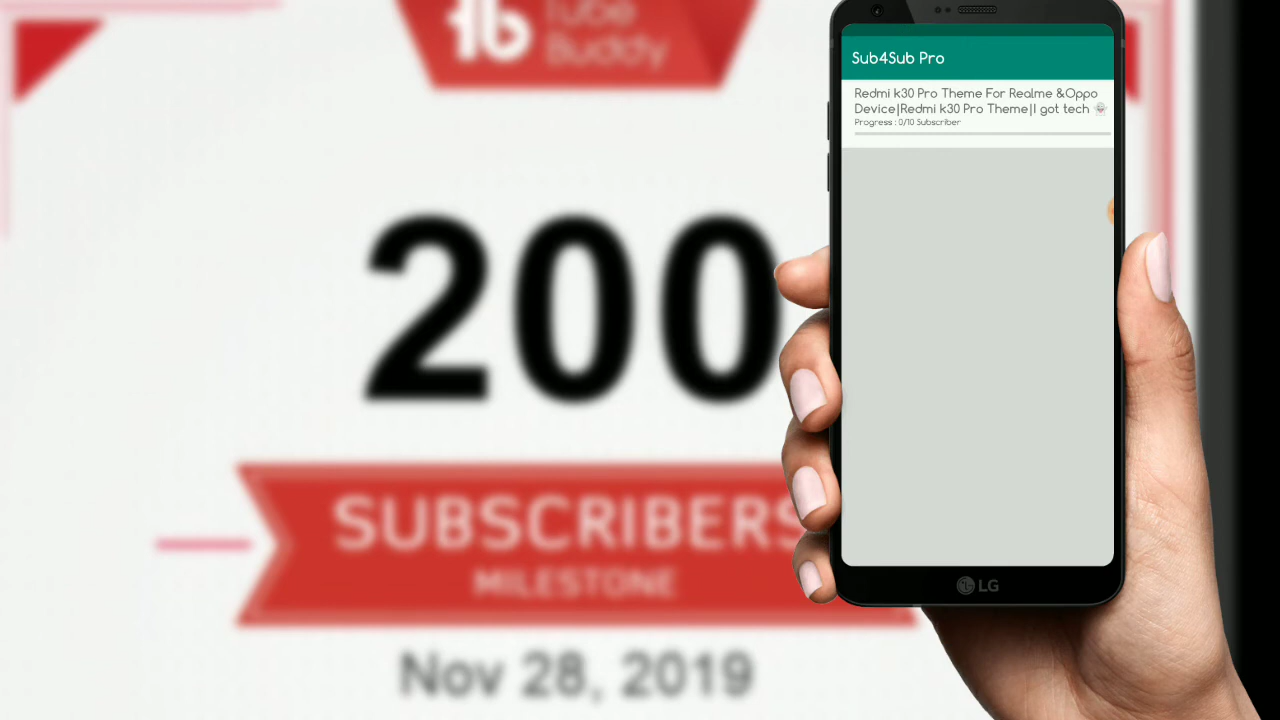 Tube
Buddy
200
SUBSCRIBERS
MILESTONE
Nov 28, 2019
Sub4Sub Pro
Redmi k30 Pro Theme For Realme &Oppo
Device|Redmi k30 Pro Theme|I got tech 👻
Progress : 0/10 Subscriber
LG